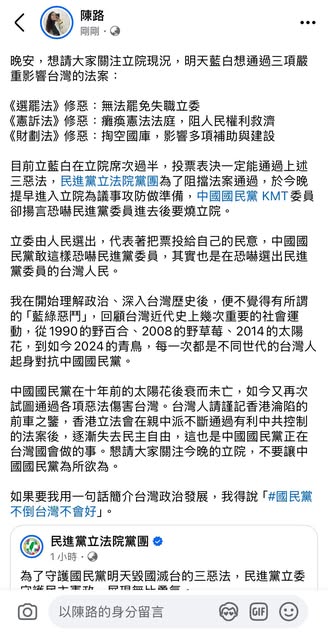 陳路
剛剛 ·
晚安，想請大家關注立院現況，明天藍白想通過三項嚴
重影響台灣的法案：
《選罷法》修惡：無法罷免失職立委
《憲訴法》修惡：癱瘓憲法法庭，阻人民權利救濟
《財劃法》修惡：掏空國庫，影響多項補助與建設
目前立藍白在立院席次過半，投票表決一定能通過上述
三惡法，民進黨立法院黨團為了阻擋法案通過，於今晚
提早進入立院為議事攻防做準備，中國國民黨 KMT 委員
卻揚言恐嚇民進黨委員進去後要燒立院。
立委由人民選出，代表著把票投給自己的民意，中國國
民黨敢這樣恐嚇民進黨委員，其實也是在恐嚇選出民進
黨委員的台灣人民。
我在開始理解政治、深入台灣歷史後，便不覺得有所謂
的「藍綠惡鬥」，回顧台灣近代史上幾次重要的社會運
動，從1990的野百合、2008的野草莓、2014的太陽
花，到如今2024的青鳥，每一次都是不同世代的台灣人
起身對抗中國國民黨。
中國國民黨在十年前的太陽花後衰而未亡，如今又再次
試圖通過各項惡法傷害台灣。台灣人請謹記香港淪陷的
前車之鑒，香港立法會在親中派不斷通過有利中共控制
的法案後，逐漸失去民主自由，這也是中國國民黨正在
台灣國會做的事。懇請大家關注今晚的立院，不要讓中
國國民黨為所欲為。
如果要我用一句話簡介台灣政治發展，我得說「#國民黨
不倒台灣不會好」。
民進黨立法院黨團
1 小時 ·
為了守護國民黨明天毀國滅台的三惡法，民進黨立委
以陳路的身分留言
GIF